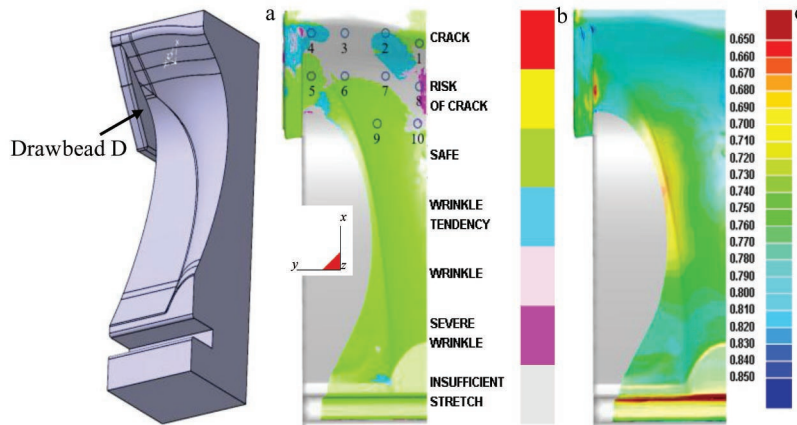 Drawbead D
a
4
3
2
1
5
6
7
8
9
10
x
y
z
CRACK
RISK
OF CRACK
SAFE
WRINKLE
TENDENCY
WRINKLE
SEVERE
WRINKLE
INSUFFICIENT
STRETCH
b
0.650
0.660
0.670
0.680
0.690
0.700
0.710
0.720
0.730
0.740
0.750
0.760
0.770
0.780
0.790
0.800
0.810
0.820
0.830
0.840
0.850